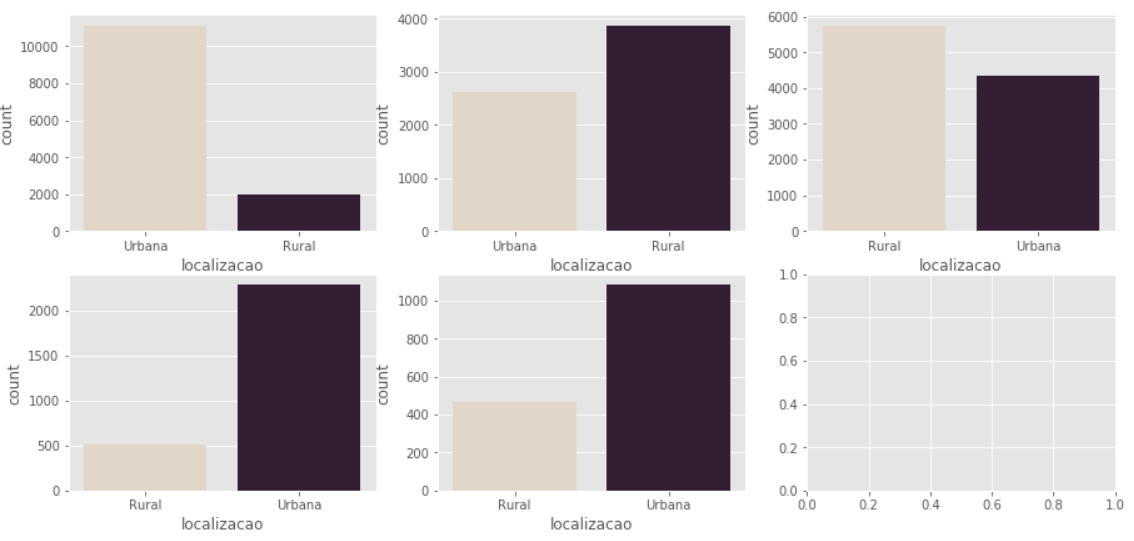 10000
8000
6000
4000
2000
0
count
Urbana Rural
localizacao
4000
3000
2000
1000
0
count
Urbana Rural
localizacao
6000
5000
4000
3000
2000
1000
0
count
Rural Urbana
localizacao
2000
1500
1000
500
0
count
Rural Urbana
localizacao
1000
800
600
400
200
0
count
Rural Urbana
localizacao
1.0
0.8
0.6
0.4
0.2
0.0
0.0 0.2 0.4 0.6 0.8 1.0